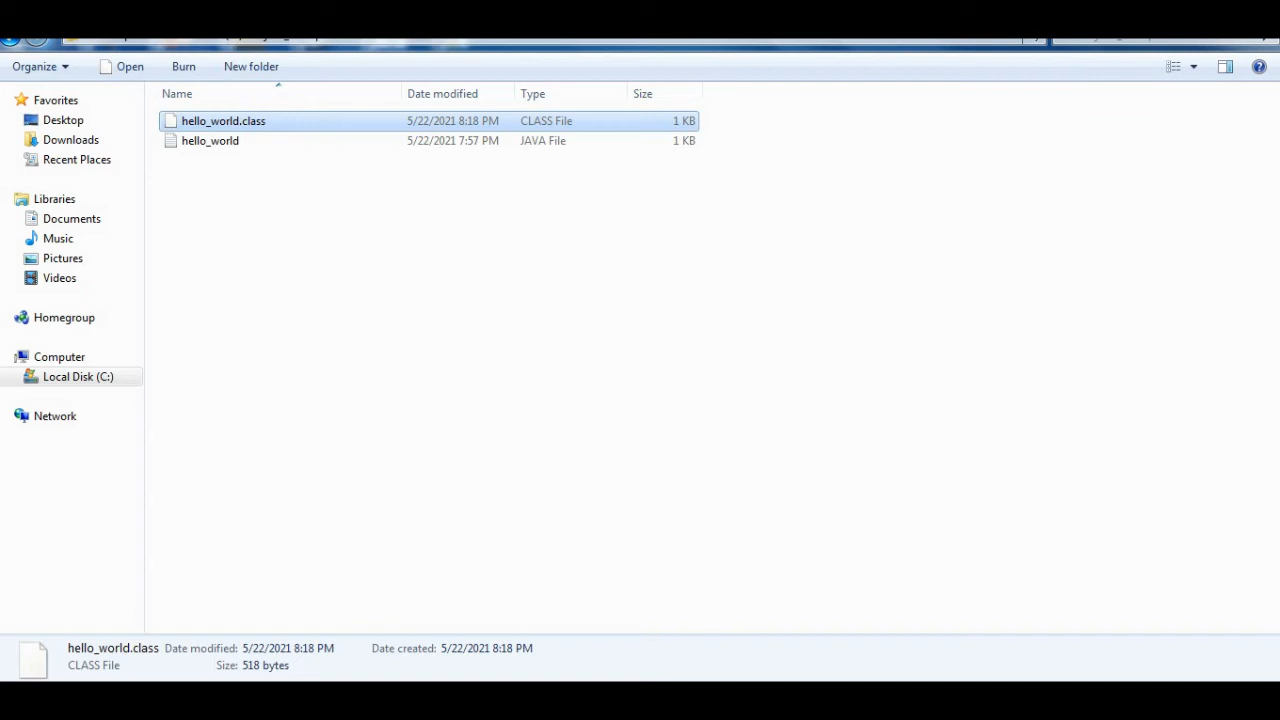 Organize Open Burn New folder
Name Date modified Type Size
hello_world.class 5/22/2021 8:18 PM CLASS File 1 KB
hello_world 5/22/2021 7:57 PM JAVA File 1 KB
Favorites
Desktop
Downloads
Recent Places
Libraries
Documents
Music
Pictures
Videos
Homegroup
Computer
Local Disk (C:)
Network
hello_world.class Date modified: 5/22/2021 8:18 PM Date created: 5/22/2021 8:18 PM
CLASS File Size: 518 bytes